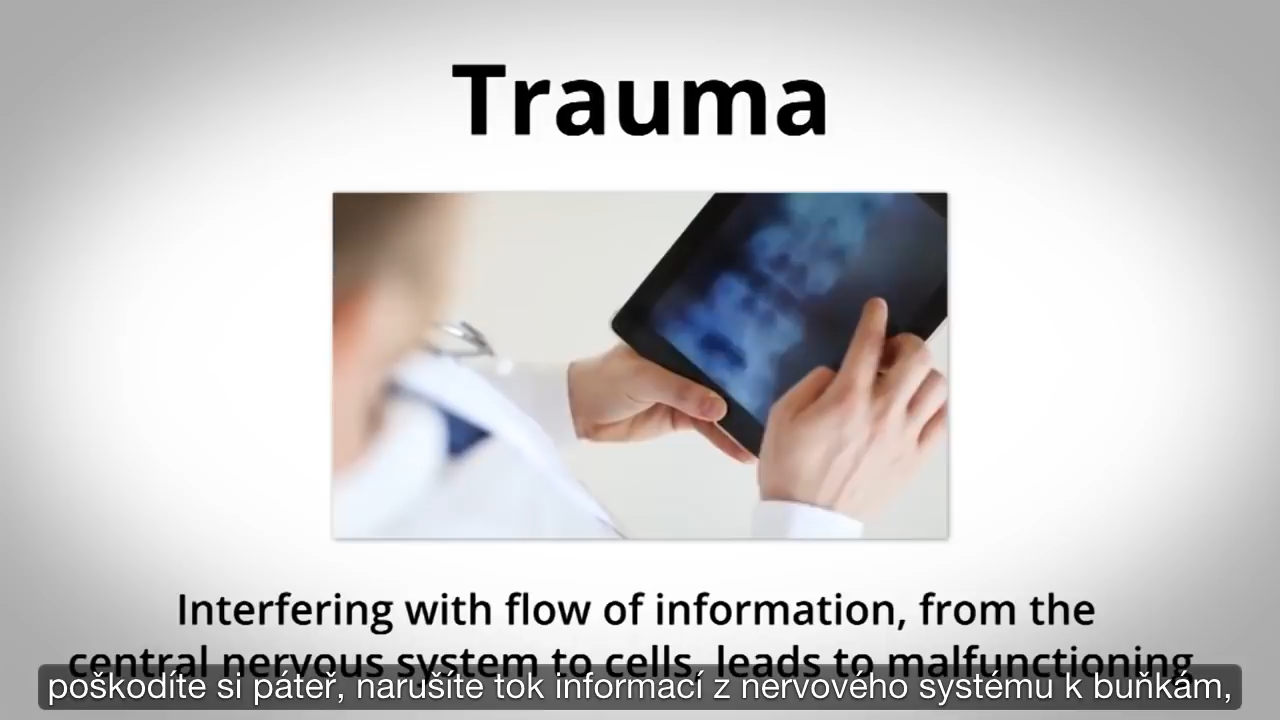 Trauma
Interfering with flow of information, from the
central nervous system to cells, leads to malfunctioning
poškodíte si páteř, narušíte tok informací z nervového systému k buňkám,